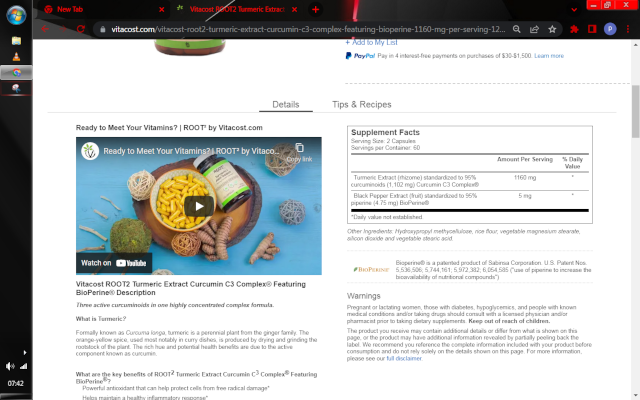 New Tab
Vitacost ROOT2 Turmeric Extract
vitacost.com/vitacost-root2-turmeric-extract-curcumin-c3-complex-featuring-bioperine-1160-mg-per-serving-12...
+ Add to My List
PayPal Pay in 4 interest-free payments on purchases of $30-$1,500. Learn more
Details
Tips & Recipes
Ready to Meet Your Vitamins? | ROOT² by Vitacost.com
Ready to Meet Your Vitamins? | ROOT² by Vitaco...
Copy link
ROOT²
Watch on YouTube
Vitacost ROOT2 Turmeric Extract Curcumin C3 Complex® Featuring
BioPerine® Description
Three active curcuminoids in one highly concentrated complex formula.
What is Turmeric?
Formally known as Curcuma longa, turmeric is a perennial plant from the ginger family. The
orange-yellow spice, used most notably in curry dishes, is produced by drying and grinding the
rootstock of the plant. The rich hue and potential health benefits are due to the active
component known as curcumin.
What are the key benefits of ROOT² Turmeric Extract Curcumin C³ Complex® Featuring
BioPerine®?
Powerful antioxidant that can help protect cells from free radical damage*
Helps maintain a healthy inflammatory response*
Supplement Facts
Serving Size: 2 Capsules
Servings per Container: 60
Amount Per Serving
% Daily
Value
Turmeric Extract (rhizome) standardized to 95%
curcuminoids (1,102 mg) Curcumin C3 Complex®
1160 mg
*
Black Pepper Extract (fruit) standardized to 95%
piperine (4.75 mg) BioPerine®
5 mg
*
*Daily value not established
Other Ingredients: Hydroxypropyl methylcellulose, rice flour, vegetable magnesium stearate,
silicon dioxide and vegetable stearic acid.
BIOPERINE®
Bioperine® is a patented product of Sabinsa Corporation, U.S. Patent Nos.
5,536,506; 5,744,161; 5,972,382; 6,054,585 ("use of piperine to increase the
bioavailability of nutritional compounds")
Warnings
Pregnant or lactating women, those with diabetes, hypoglycemics, and people with known
medical conditions and/or taking drugs should consult with a licensed physician and/or
pharmacist prior to taking dietary supplements. Keep out of reach of children.
The product you receive may contain additional details or differ from what is shown on this
page, or the product may have additional information revealed by partially peeling back the
label. We recommend you reference the complete information included with your product before
consumption and do not rely solely on the details shown on this page. For more information,
please see our full disclaimer.
07:42